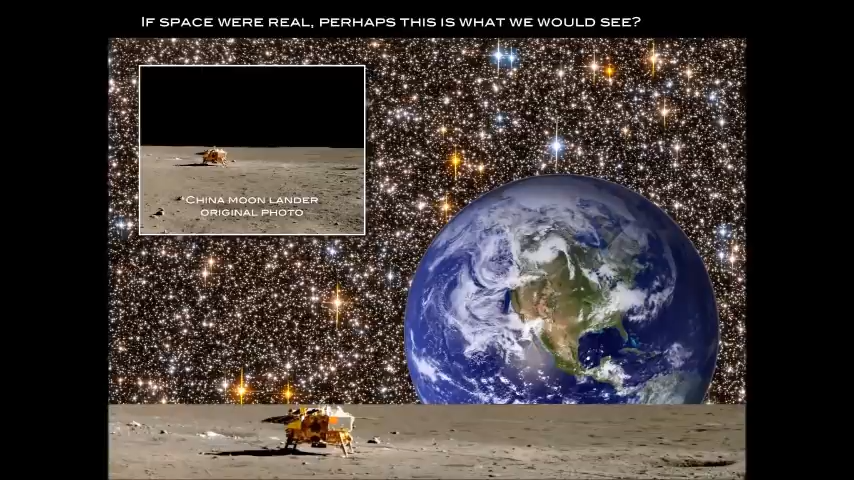 If space were real, perhaps this is what we would see?
*China moon lander
original photo